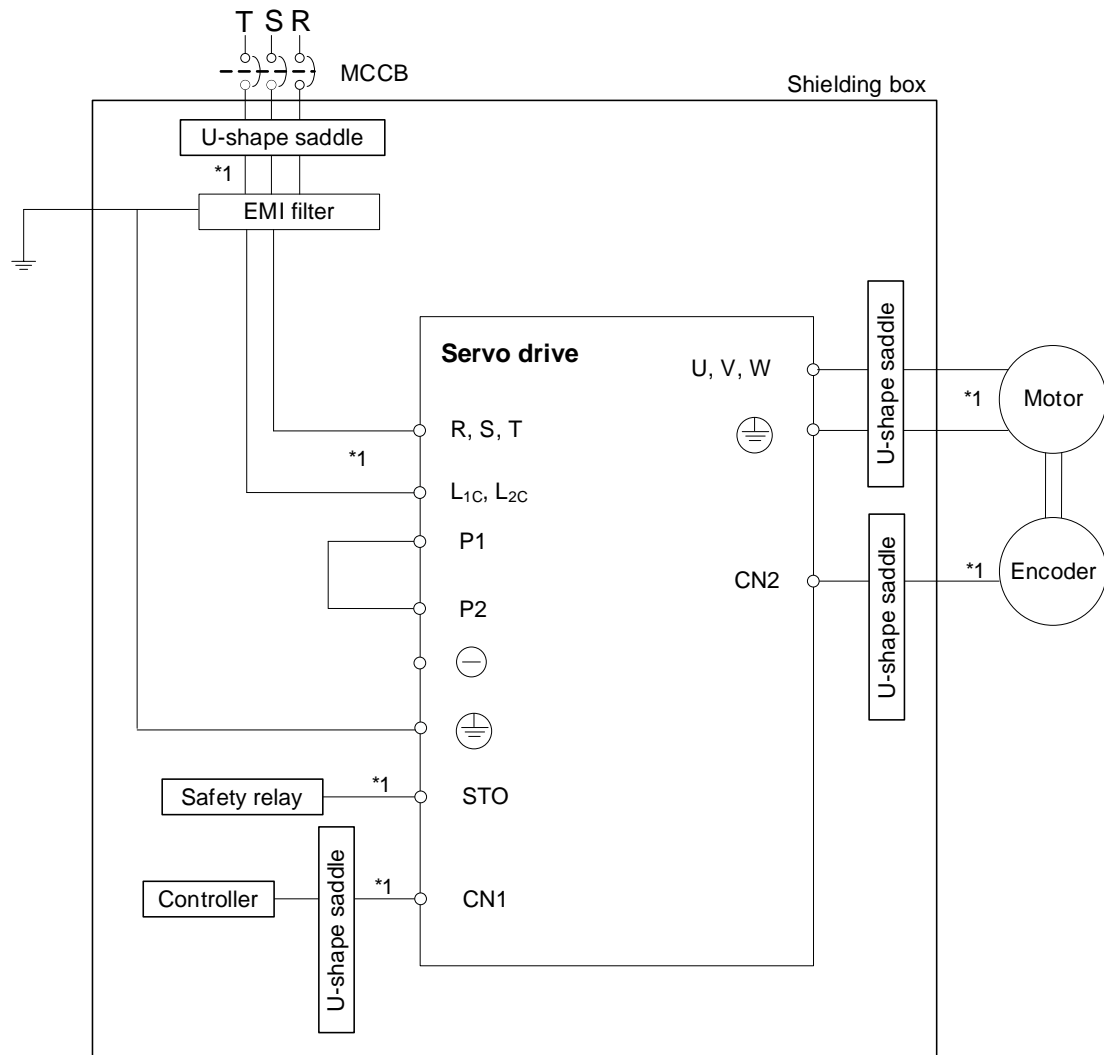 T S R
MCCB
Shielding box
U-shape saddle
*1
EMI filter
Servo drive
U, V, W
R, S, T
*1
L1C, L2C
P1
P2
CN2
U-shape saddle
*1
Motor
U-shape saddle
*1
Encoder
Safety relay
*1
STO
Controller
U-shape saddle
*1
CN1